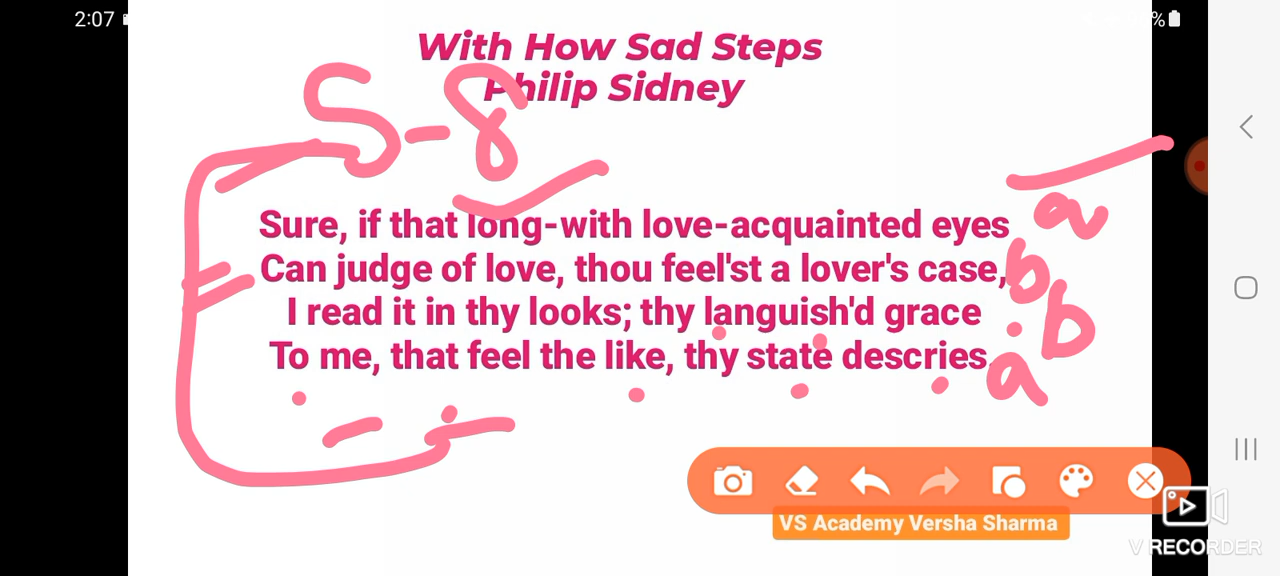 2:07
%
With How Sad Steps
Philip Sidney
5-8
Sure, if that long-with love-acquainted eyes
a
Can judge of love, thou feel'st a lover's case,
b
I read it in thy looks; thy languish'd grace
b
To me, that feel the like, thy state descries.
a
VS Academy Versha Sharma
V RECORDER